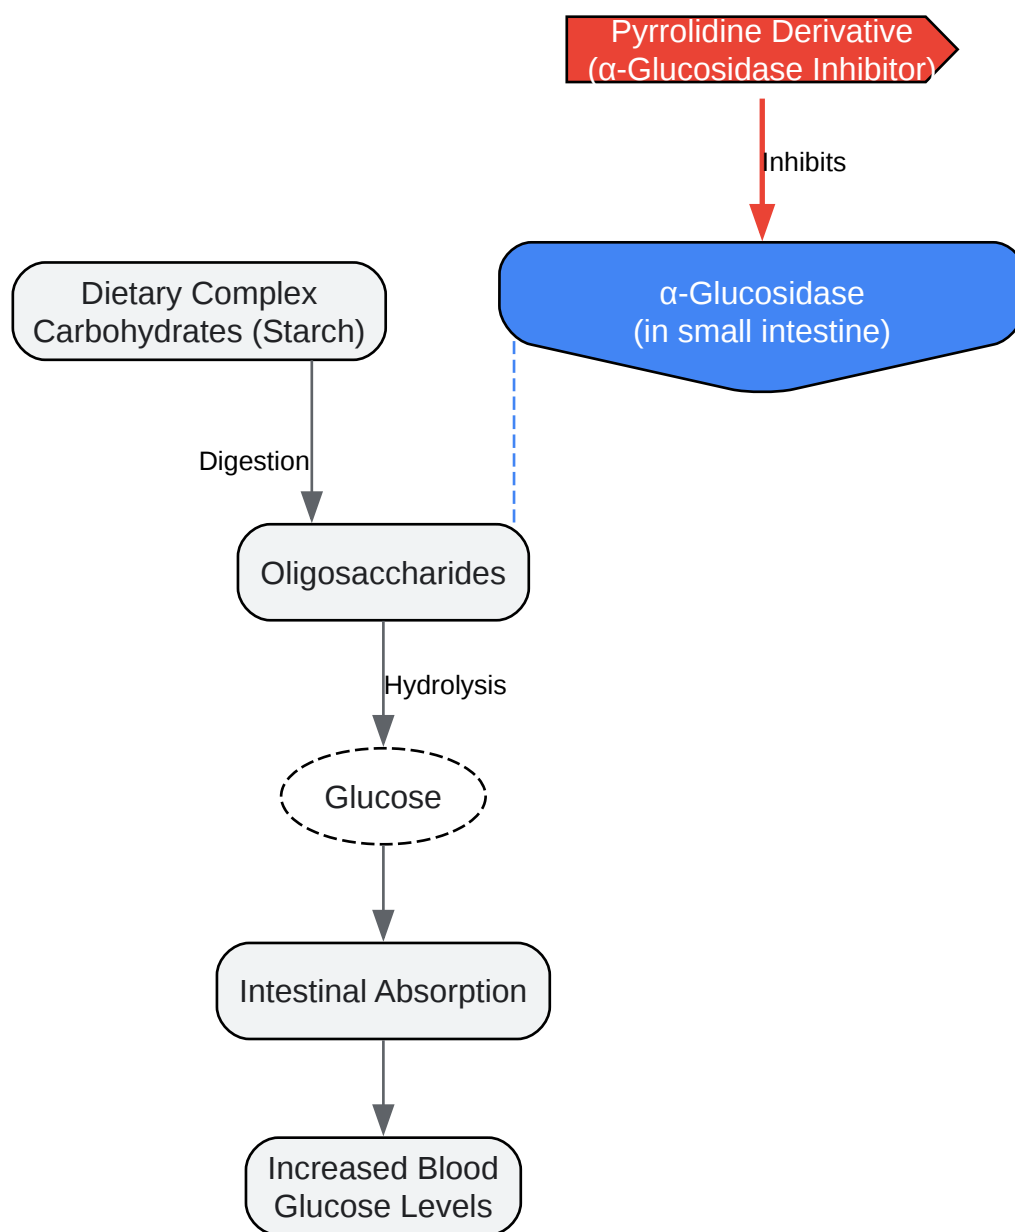 Pyrrolidine Derivative
(α-Glucosidase Inhibitor)
Inhibits
Dietary Complex
Carbohydrates (Starch)
α-Glucosidase
(in small intestine)
Digestion
Oligosaccharides
Hydrolysis
Glucose
Intestinal Absorption
Increased Blood
Glucose Levels